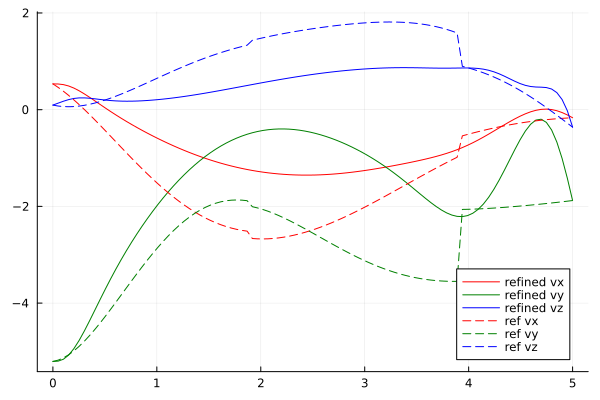 2
0
−2
−4
0
1
2
3
4
5
refined vx
refined vy
refined vz
ref vx
ref vy
ref vz